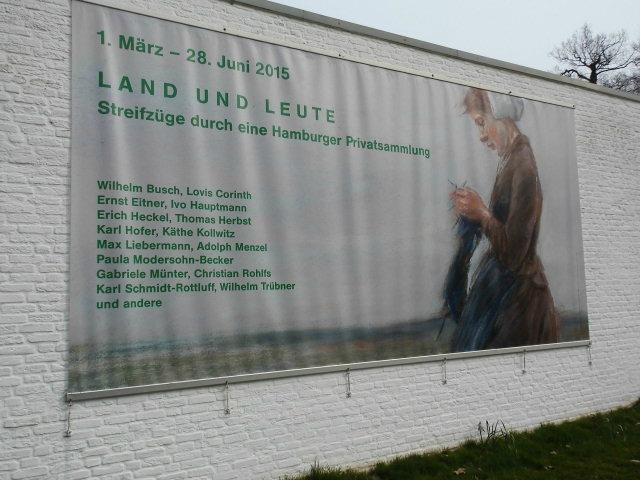 1. März – 28. Juni 2015
LAND UND LEUTE
Streifzüge durch eine Hamburger Privatsammlung
Wilhelm Busch, Lovis Corinth
Ernst Eitner, Ivo Hauptmann
Erich Heckel, Thomas Herbst
Karl Hofer, Käthe Kollwitz
Max Liebermann, Adolph Menzel
Paula Modersohn-Becker
Gabriele Münter, Christian Rohlfs
Karl Schmidt-Rottluff, Wilhelm Trübner
und andere